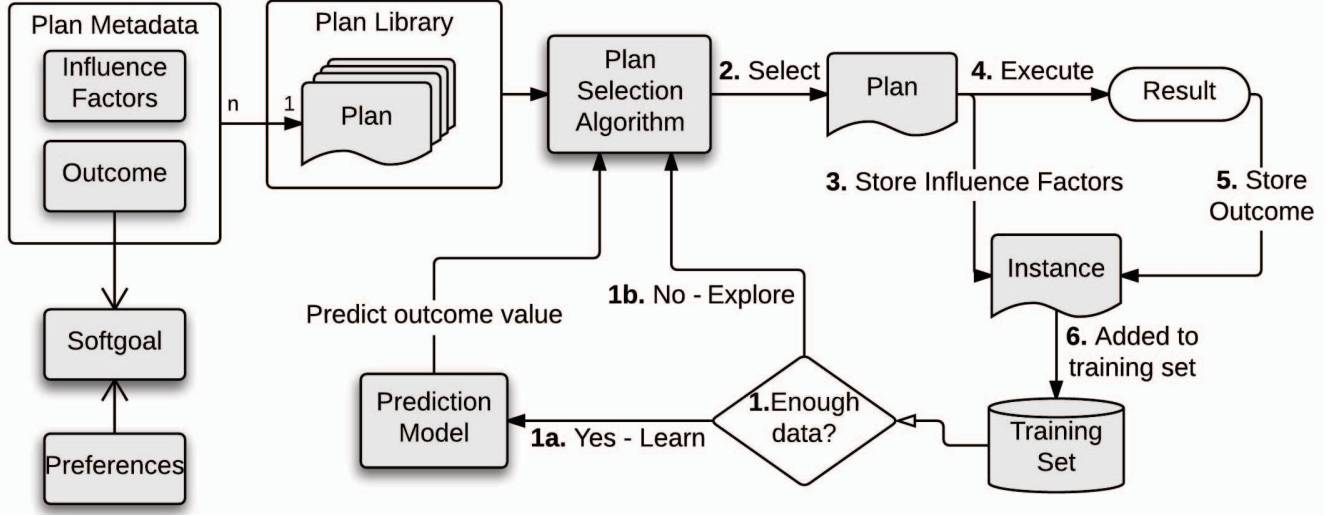 Plan Metadata
Influence
Factors
Outcome
Softgoal
Preferences
n
1
Plan Library
Plan
Plan
Selection
Algorithm
2. Select
Plan
4. Execute
Result
3. Store Influence Factors
5. Store
Outcome
Instance
6. Added to
training set
Training
Set
1.Enough
data?
1b. No - Explore
1a. Yes - Learn
Prediction
Model
Predict outcome value